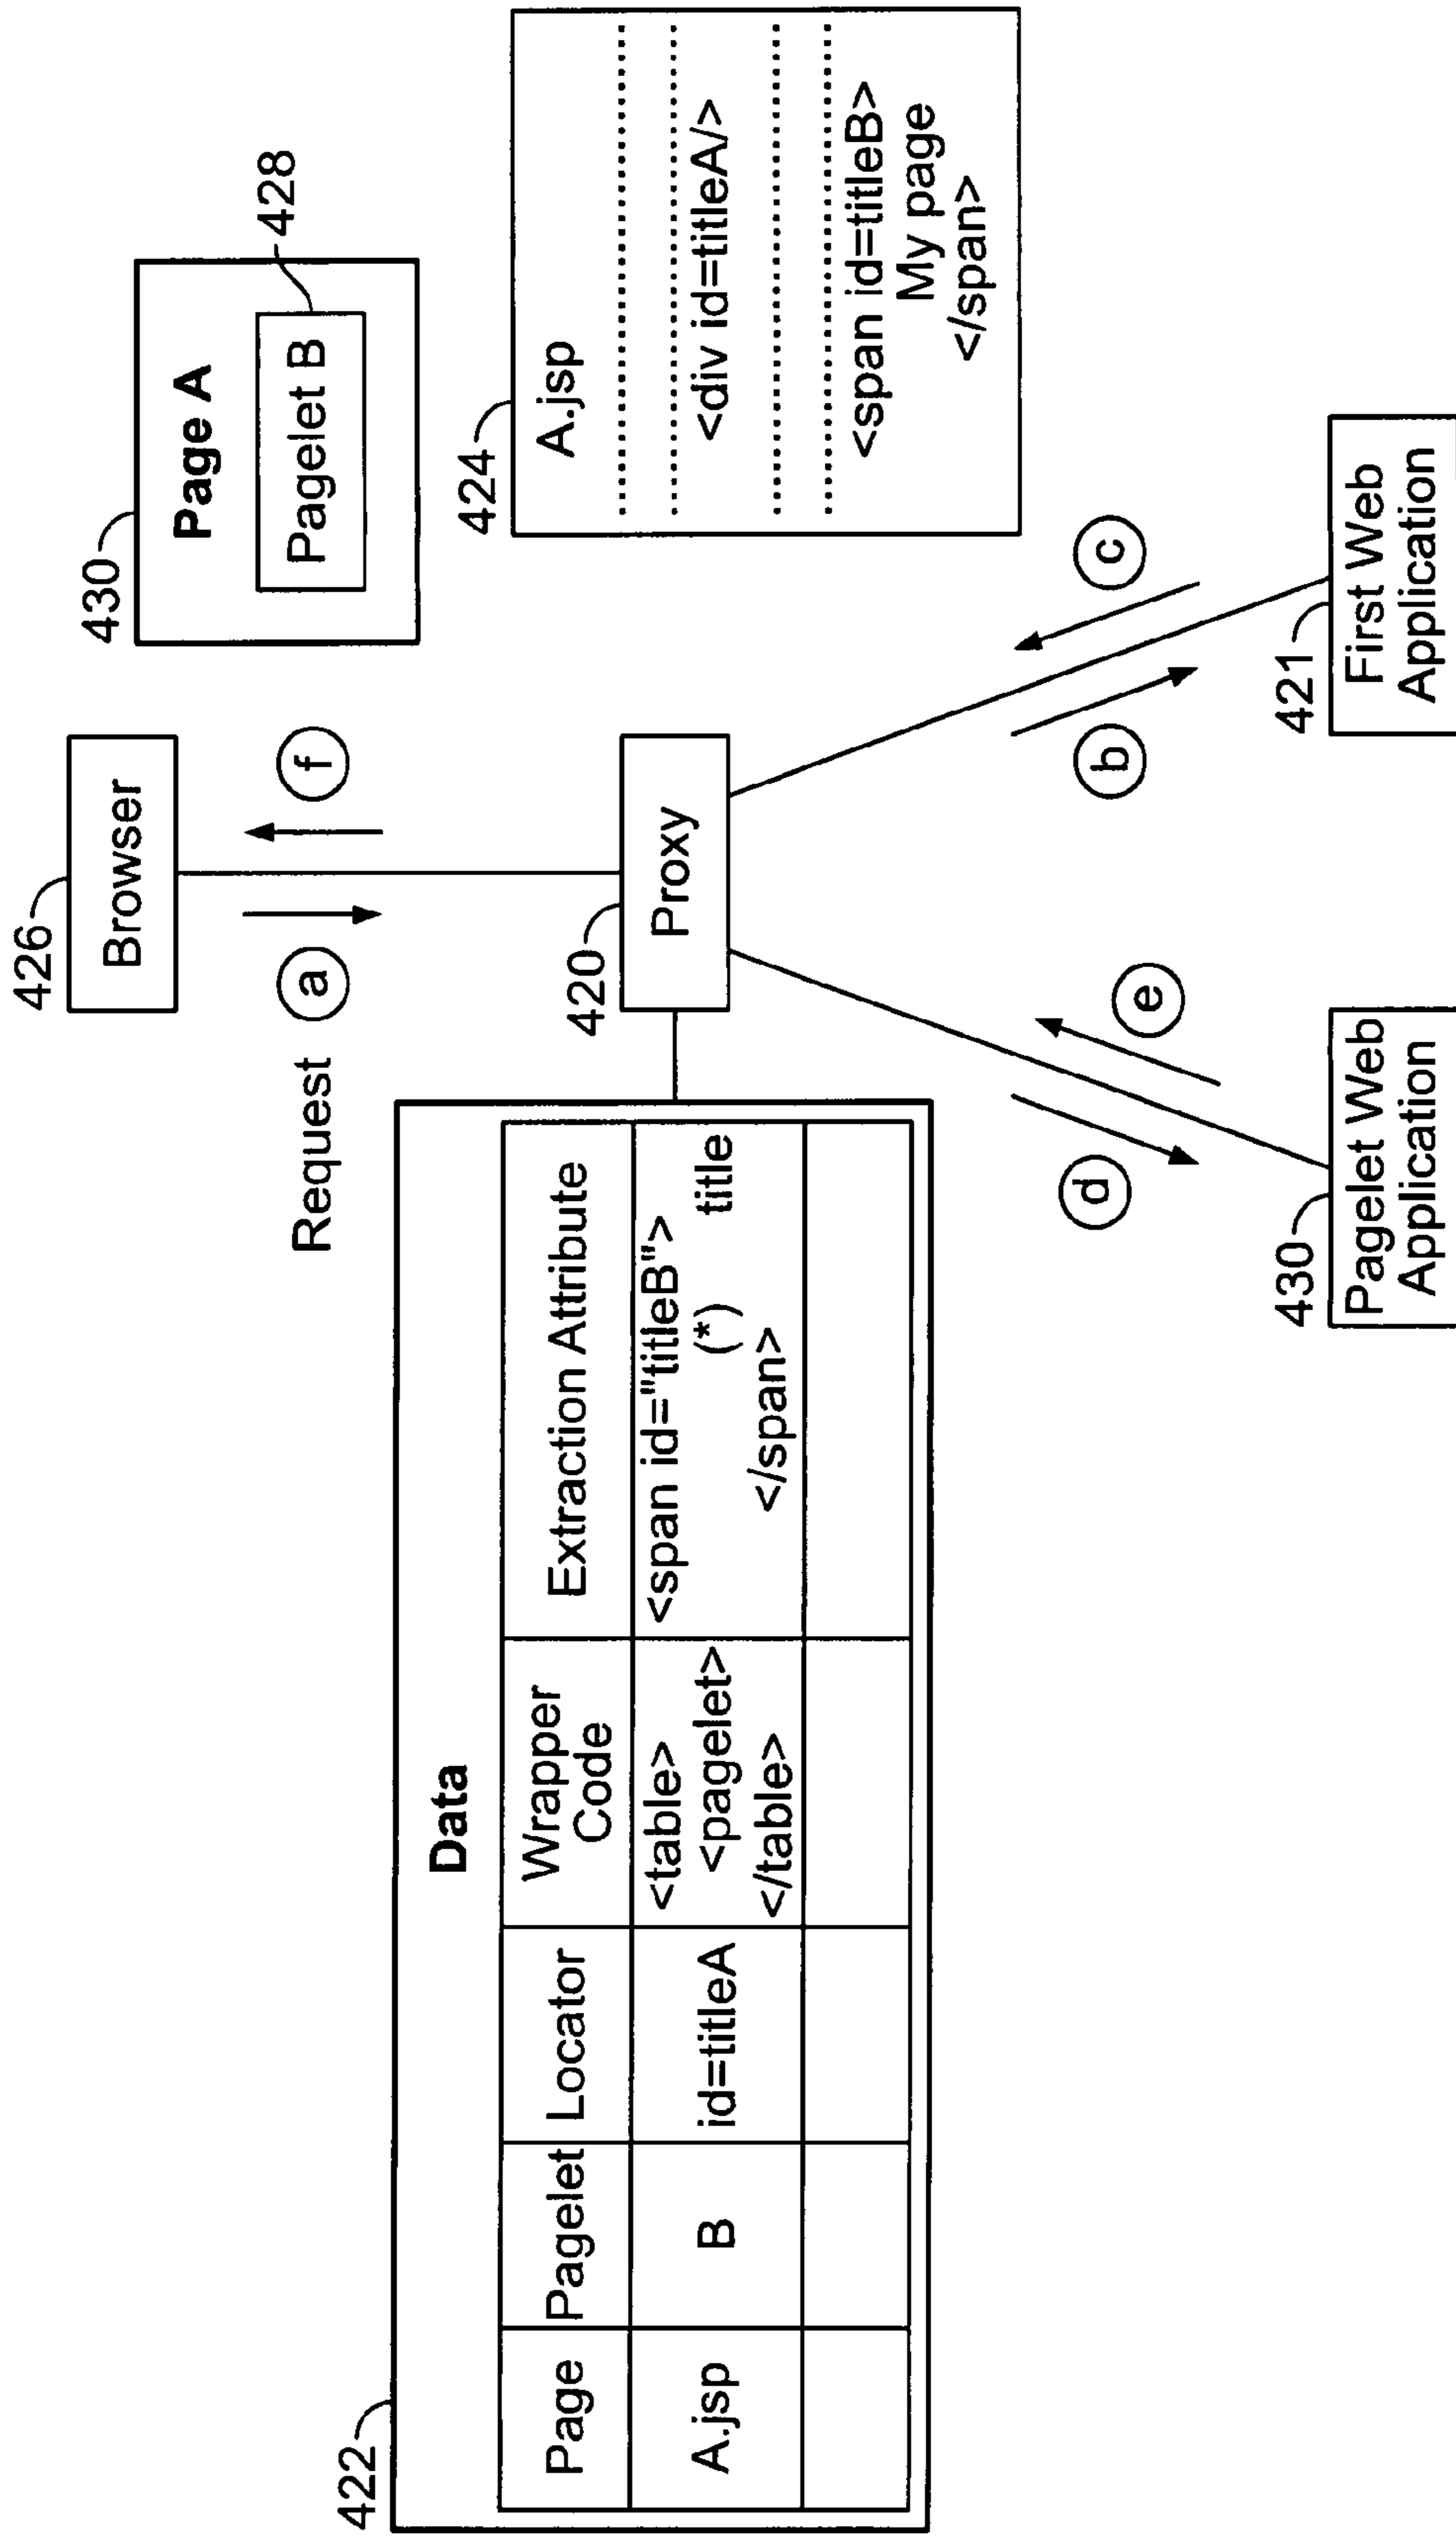 426
Browser
Request
a
f
430
Page A
Pagelet B
428
422
Data
Page
Pagelet
Locator
Wrapper
Code
Extraction Attribute
A.jsp
B
id=titleA
<table>
<pagelet>
</table>
<span id="titleB">
(*) title
</span>
420
Proxy
424
A.jsp
<div id=titleA/>
<span id=titleB>
My page
</span>
d
e
b
c
430
Pagelet Web
Application
421
First Web
Application